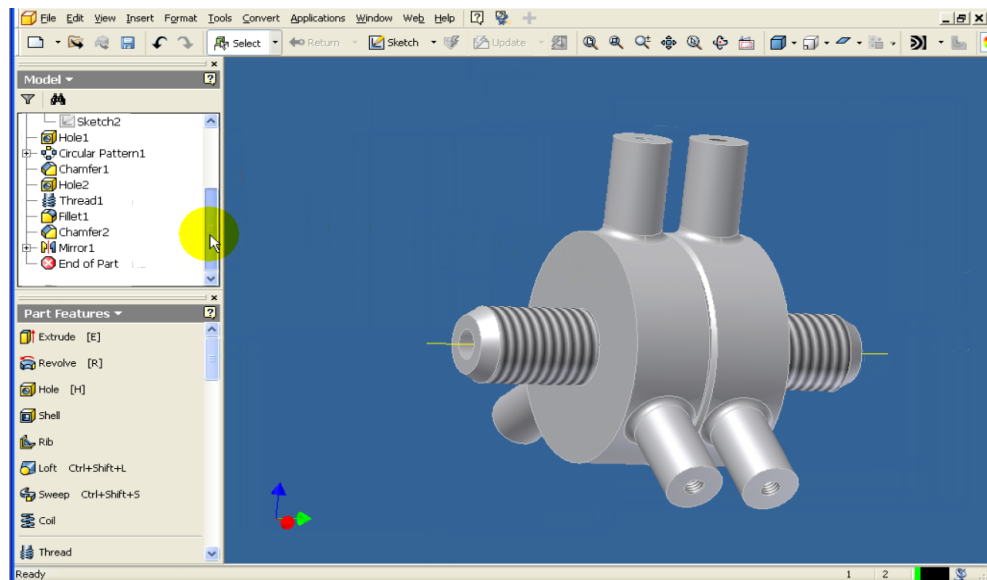 File Edit View Insert Format Tools Convert Applications Window Web Help
Select Return Sketch Update
Model
Sketch2
Hole1
Circular Pattern1
Chamfer1
Hole2
Thread1
Fillet1
Chamfer2
Mirror1
End of Part
Part Features
Extrude [E]
Revolve [R]
Hole [H]
Shell
Rib
Loft Ctrl+Shift+L
Sweep Ctrl+Shift+S
Coil
Thread
Ready 1 2